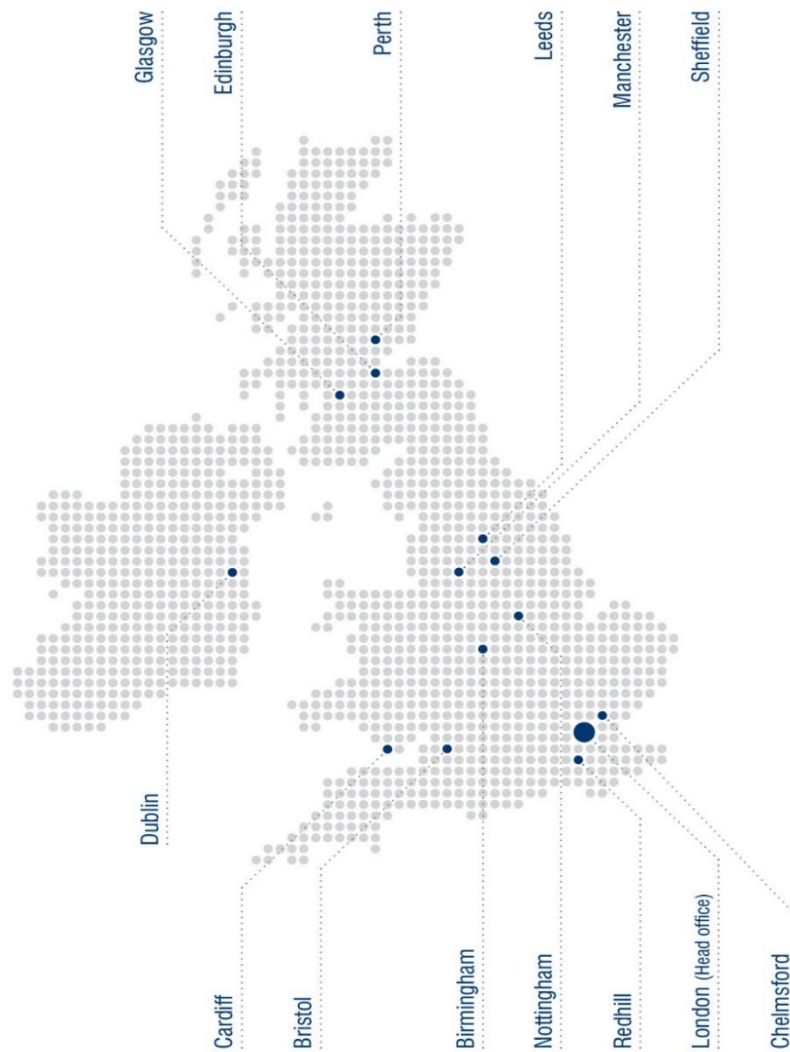 Glasgow
Edinburgh
Perth
Leeds
Manchester
Sheffield
Dublin
Cardiff
Bristol
Birmingham
Nottingham
Redhill
London (Head office)
Chelmsford